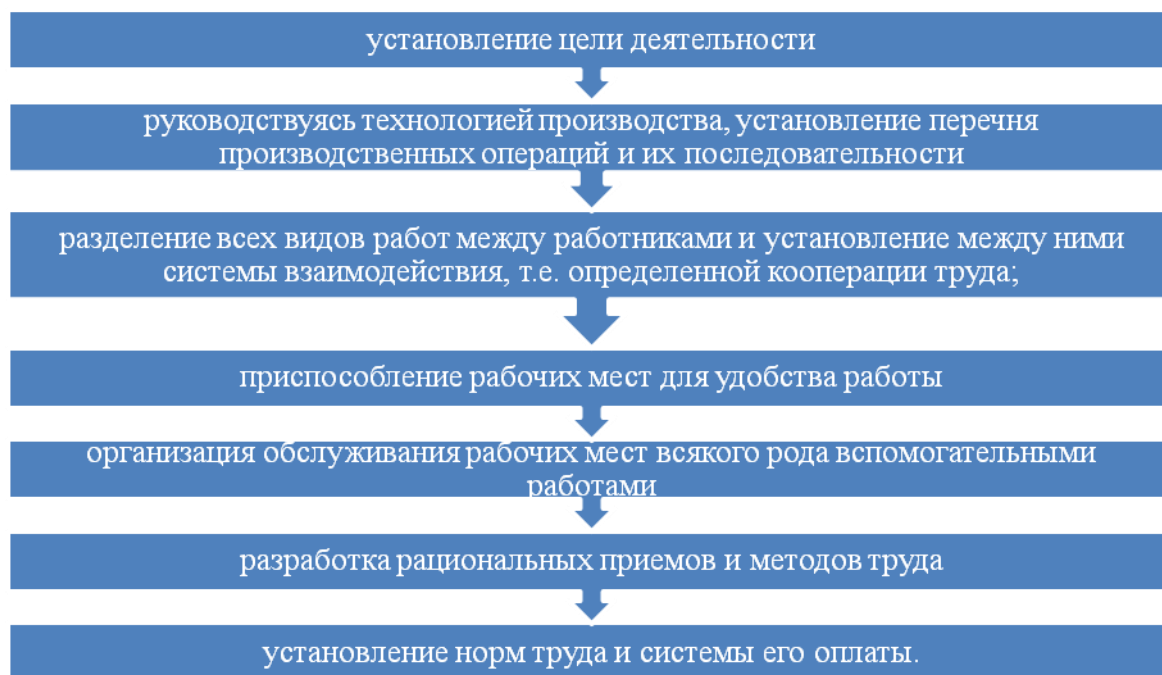 установление цели деятельности
руководствуясь технологией производства, установление перечня
производственных операций и их последовательности
разделение всех видов работ между работниками и установление между ними
системы взаимодействия, т.е. определенной кооперации труда;
приспособление рабочих мест для удобства работы
организация обслуживания рабочих мест всякого рода вспомогательными
работами
разработка рациональных приемов и методов труда
установление норм труда и системы его оплаты.